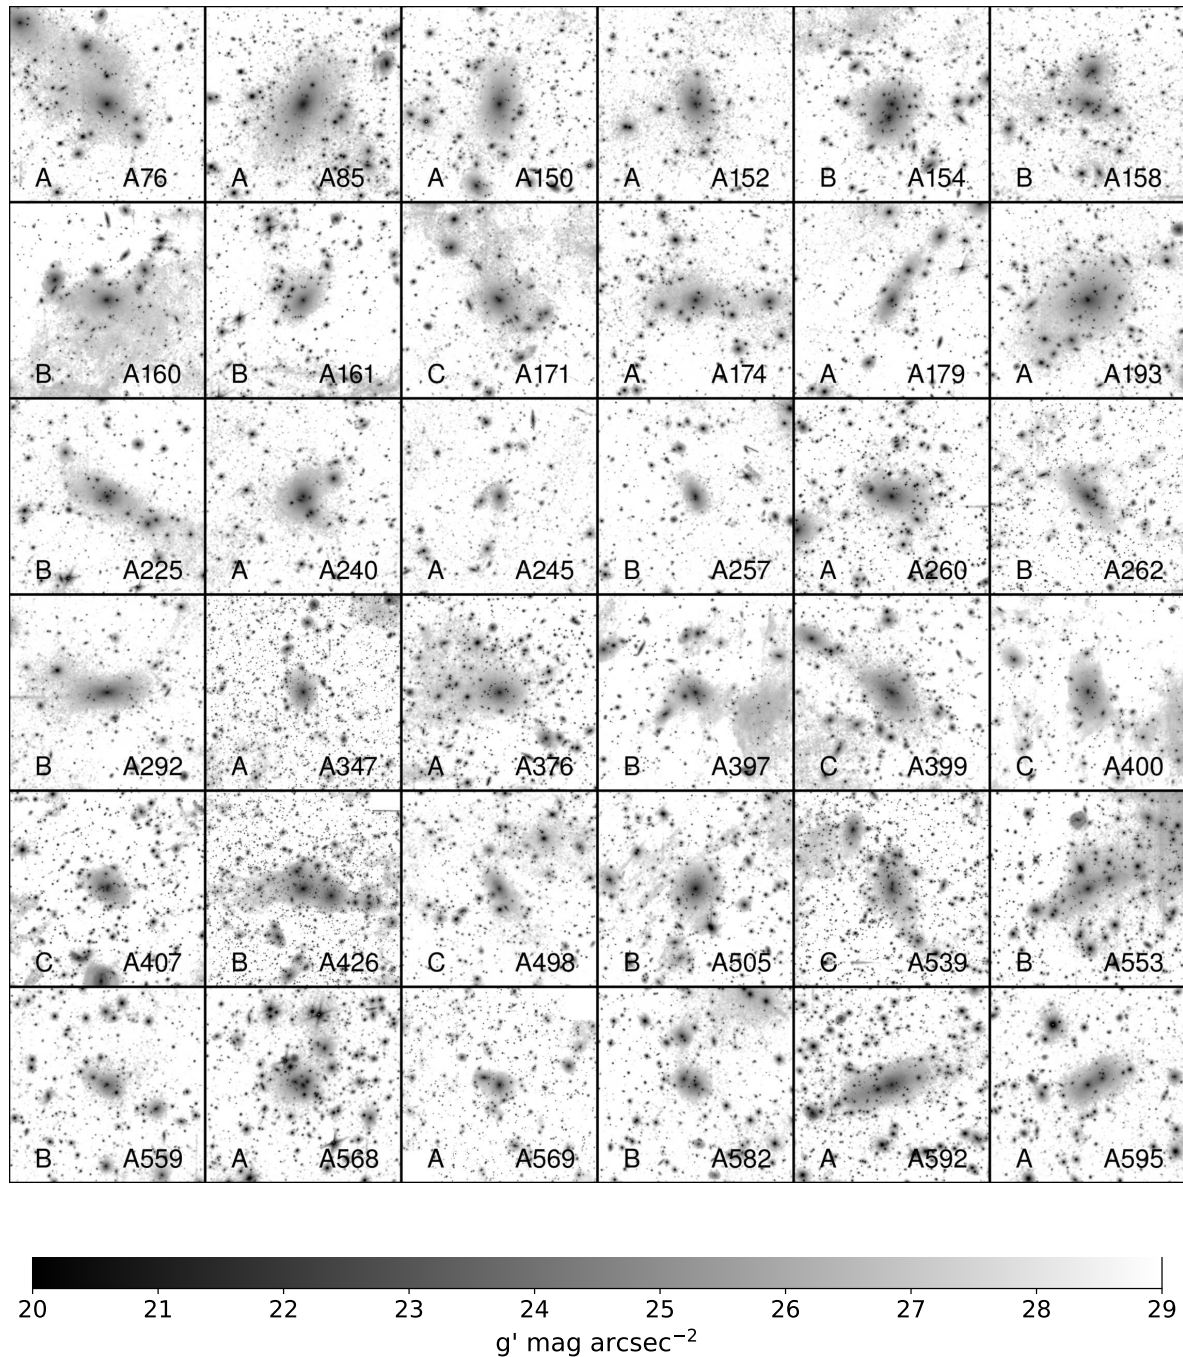 A A76 A A85 A A150 A A152 B A154 B A158
B A160 B A161 C A171 A A174 A A179 A A193
B A225 A A240 A A245 B A257 A A260 B A262
B A292 A A347 A A376 B A397 C A399 C A400
C A407 B A426 C A498 B A505 C A539 B A553
B A559 A A568 A A569 B A582 A A592 A A595
20 21 22 23 24 25 26 27 28 29
g' mag arcsec⁻²